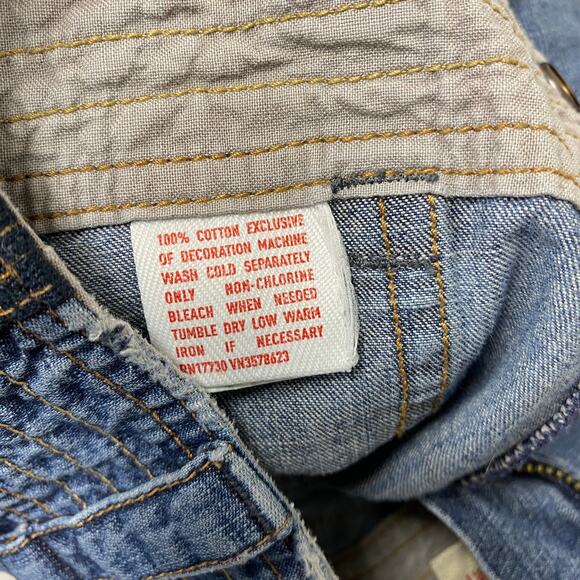 100% COTTON EXCLUSIVE
OF DECORATION MACHINE
WASH COLD SEPARATELY
ONLY NON-CHLORINE
BLEACH WHEN NEEDED
TUMBLE DRY LOW WARM
IRON IF NECESSARY
RN17730 VN3578623